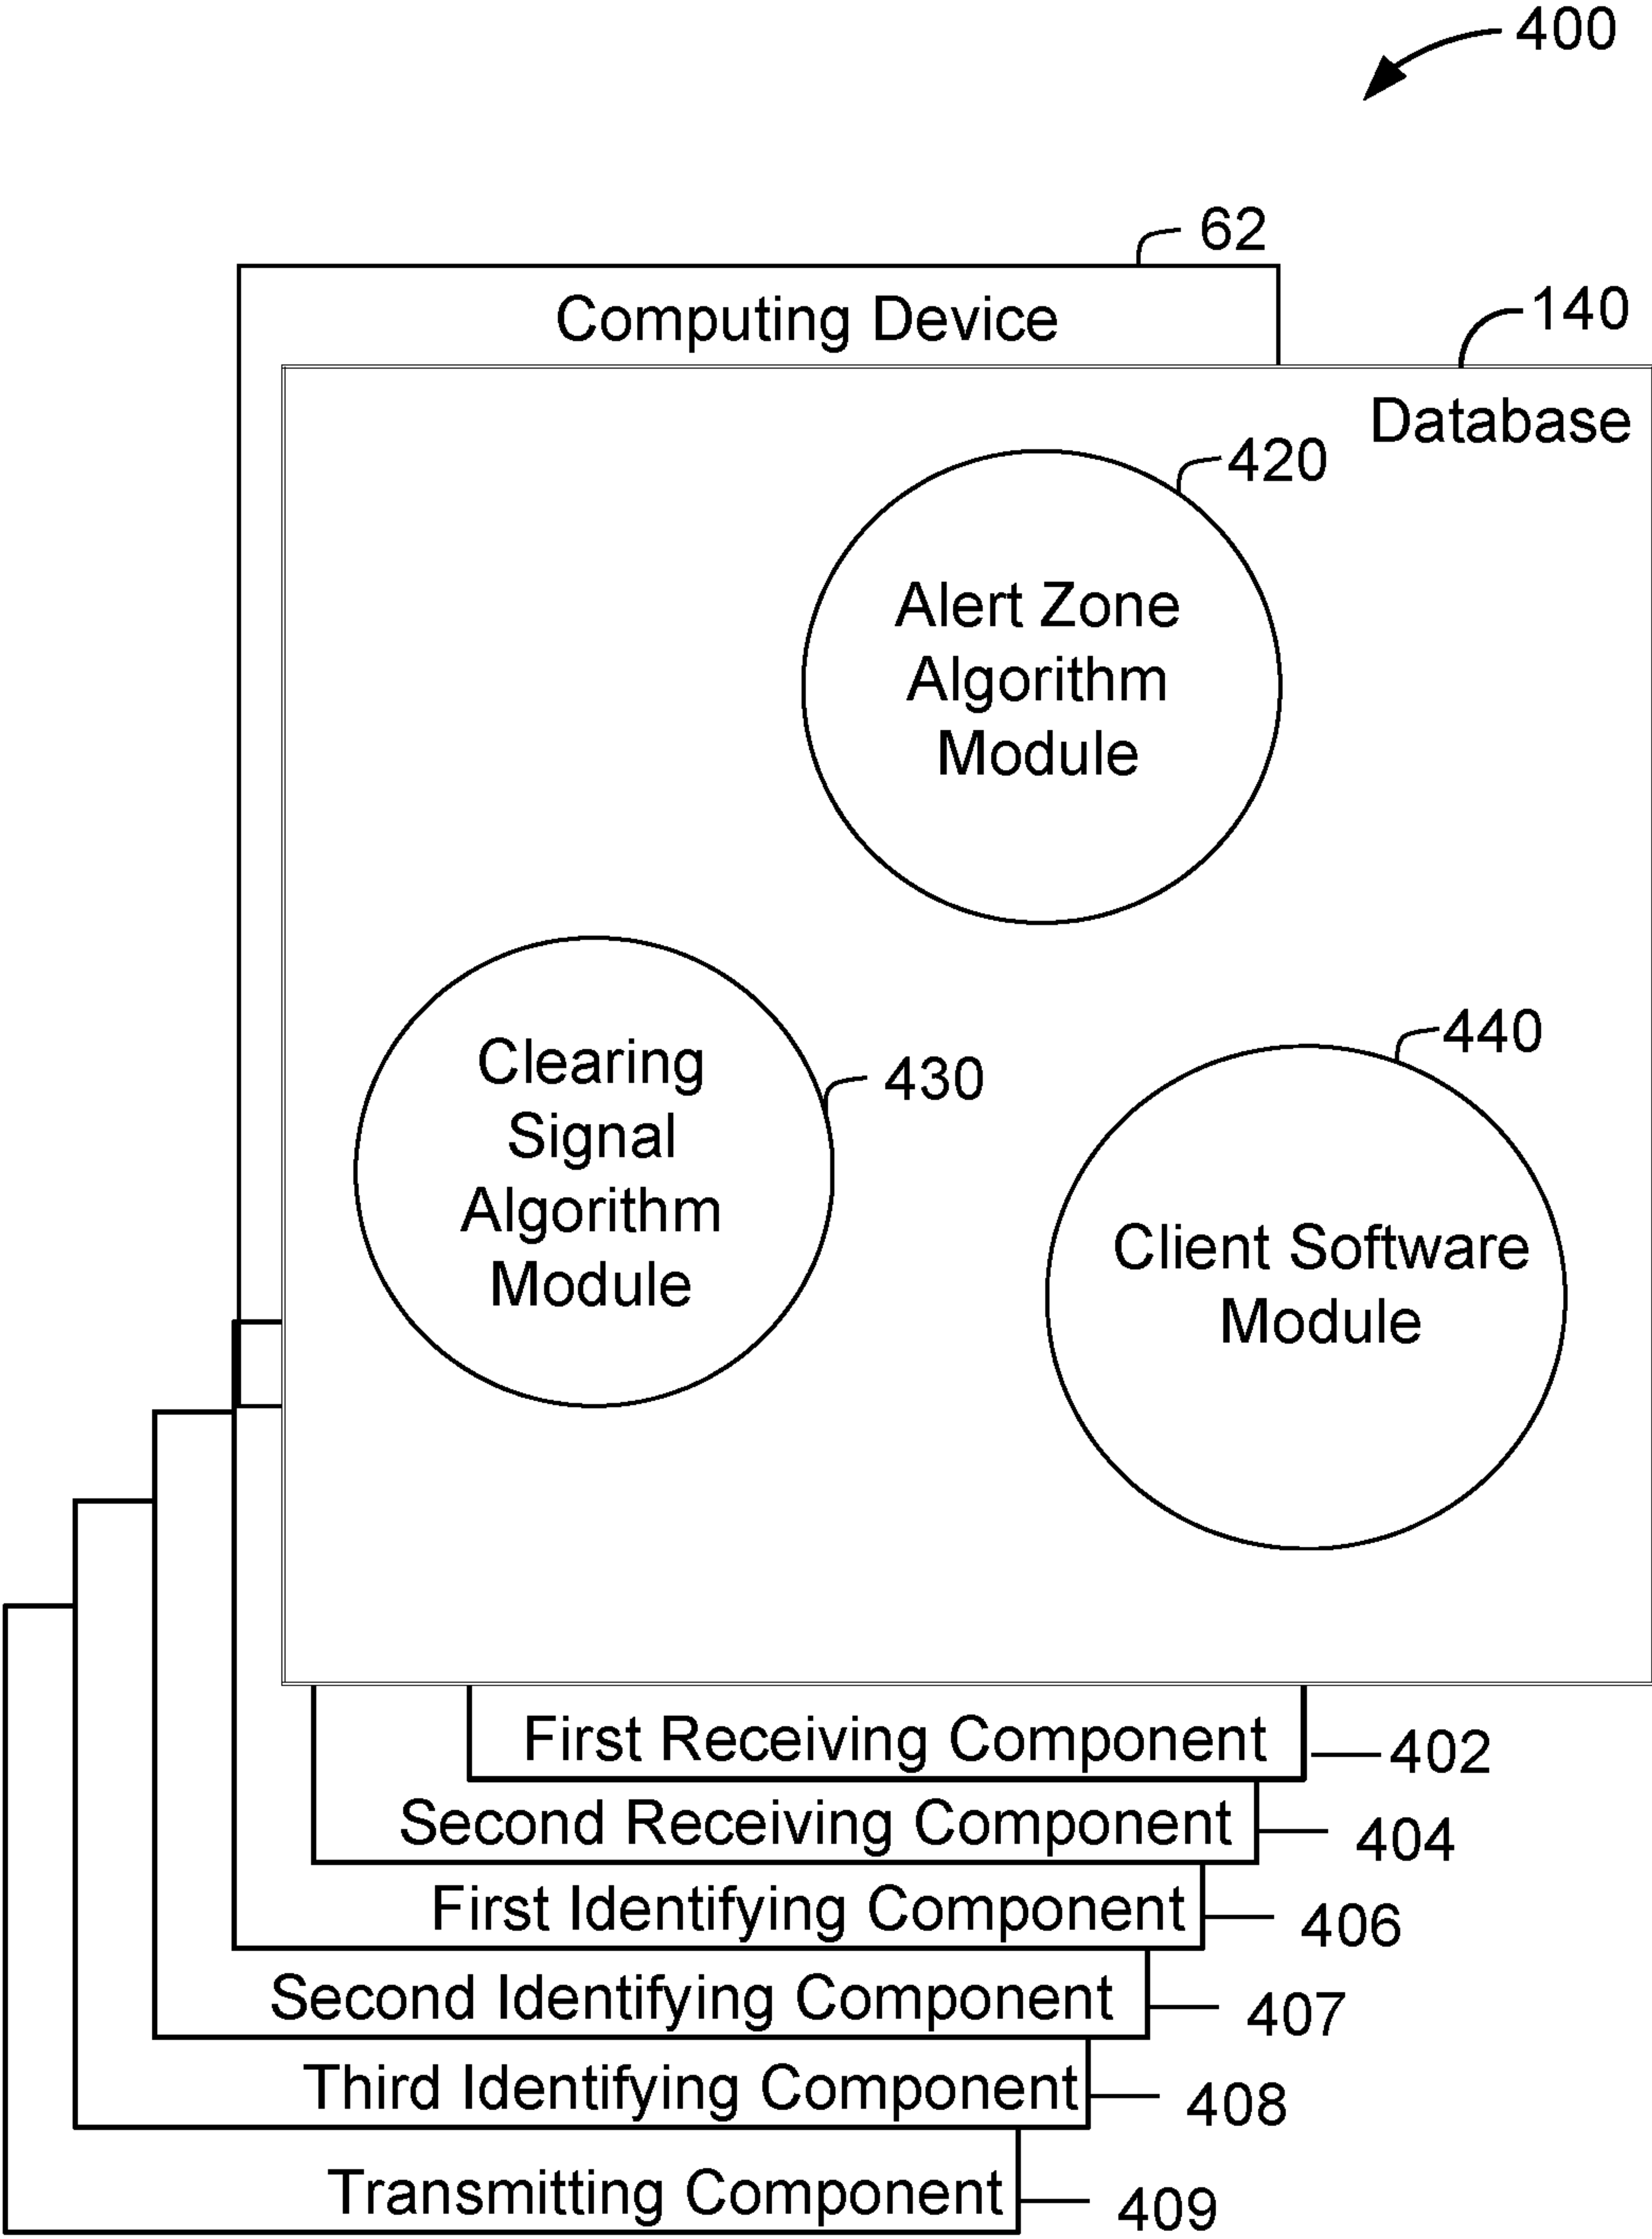 400
62
Computing Device
140
Database
420
Alert Zone
Algorithm
Module
440
Clearing
Signal
Algorithm
Module
430
Client Software
Module
First Receiving Component
402
Second Receiving Component
404
First Identifying Component
406
Second Identifying Component
407
Third Identifying Component
408
Transmitting Component
409